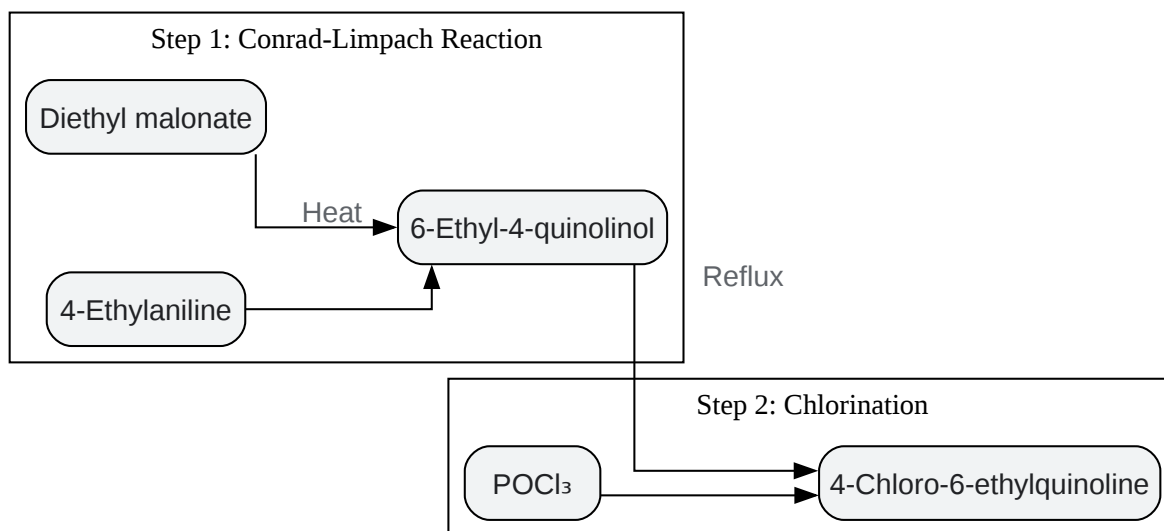 Step 1: Conrad-Limpach Reaction
Diethyl malonate
Heat
6-Ethyl-4-quinolinol
4-Ethylaniline
Reflux
Step 2: Chlorination
POCl₃
4-Chloro-6-ethylquinoline